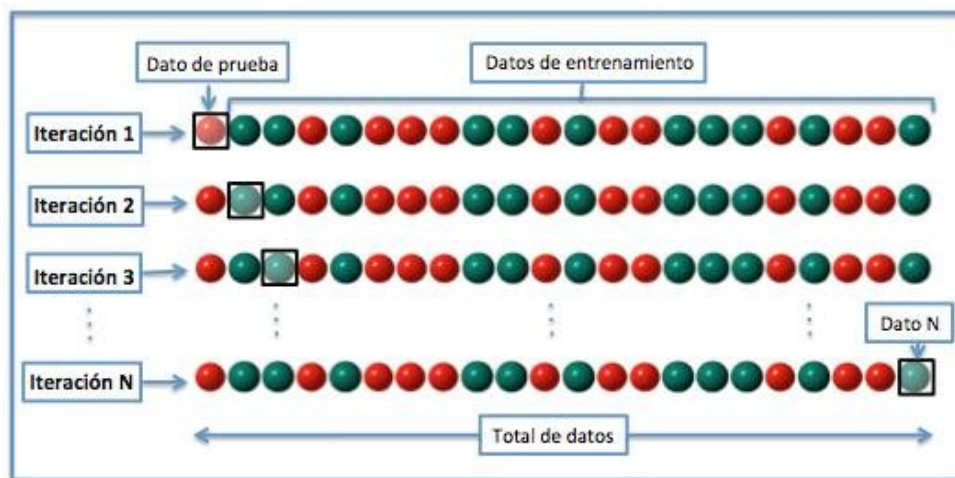 Dato de prueba
Datos de entrenamiento
Iteración 1
Iteración 2
Iteración 3
Dato N
Iteración N
Total de datos